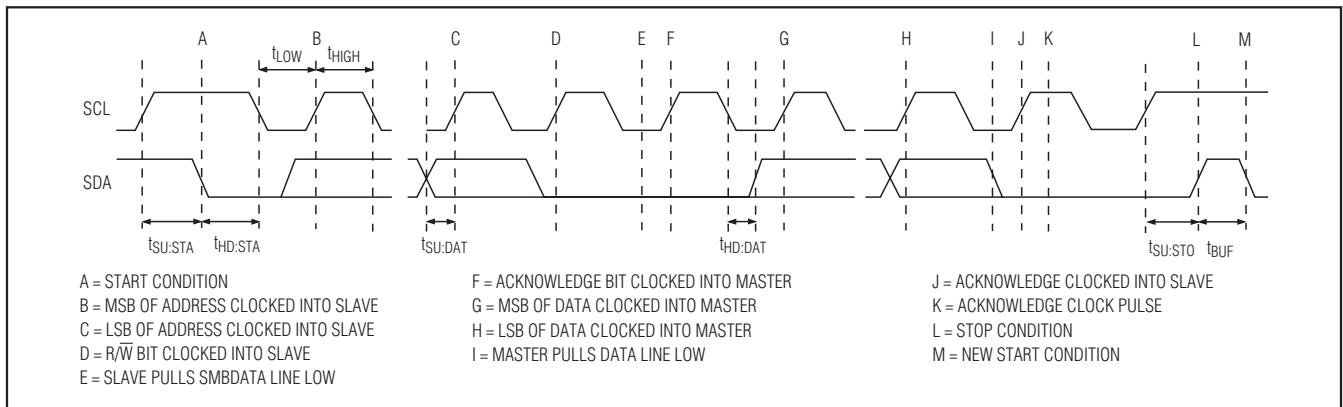 A B C D E F G H I J K L M
tLOW tHIGH
SCL
SDA
tSU:STA tHD:STA tSU:DAT tHD:DAT tSU:STO tBUF
A = START CONDITION
B = MSB OF ADDRESS CLOCKED INTO SLAVE
C = LSB OF ADDRESS CLOCKED INTO SLAVE
D = R/W̅ BIT CLOCKED INTO SLAVE
E = SLAVE PULLS SMBDATA LINE LOW
F = ACKNOWLEDGE BIT CLOCKED INTO MASTER
G = MSB OF DATA CLOCKED INTO MASTER
H = LSB OF DATA CLOCKED INTO MASTER
I = MASTER PULLS DATA LINE LOW
J = ACKNOWLEDGE CLOCKED INTO SLAVE
K = ACKNOWLEDGE CLOCK PULSE
L = STOP CONDITION
M = NEW START CONDITION